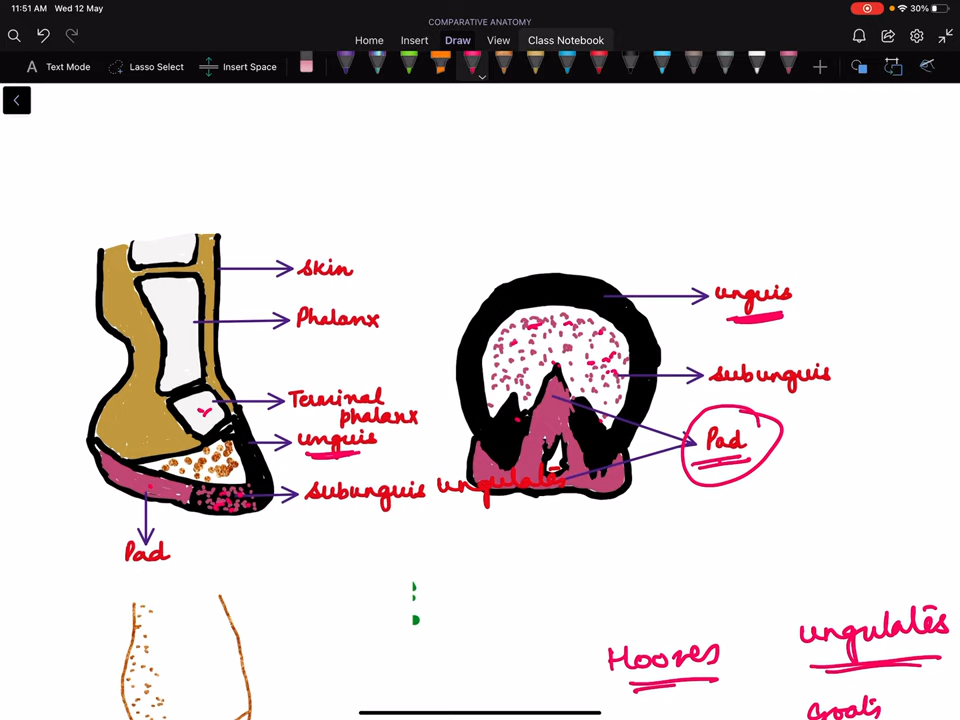 11:51 AM Wed 12 May
30%
COMPARATIVE ANATOMY
Home Insert Draw View Class Notebook
A Text Mode Lasso Select Insert Space
Skin
Phalanx
Terminal
phalanx
unguis
subunguis
Pad
unguis
subunguis
Pad
ungulates
Hooves
ungulates
Goats